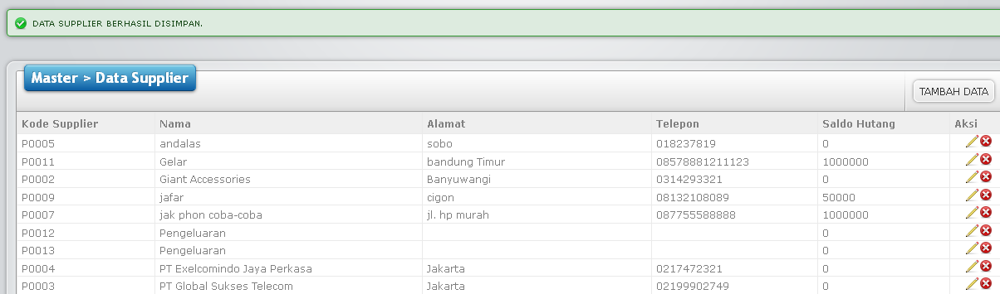 DATA SUPPLIER BERHASIL DISIMPAN.
Master > Data Supplier
TAMBAH DATA
Kode Supplier Nama Alamat Telepon Saldo Hutang Aksi
P0005 andalas sobo 018237819 0
P0011 Gelar bandung Timur 08578881211123 1000000
P0002 Giant Accessories Banyuwangi 0314293321 0
P0009 jafar cigon 08132108089 50000
P0007 jak phon coba-coba jl. hp murah 087755588888 1000000
P0012 Pengeluaran 0
P0013 Pengeluaran 0
P0004 PT Exelcomindo Jaya Perkasa Jakarta 0217472321 0
P0003 PT Global Sukses Telecom Jakarta 02199902749 0